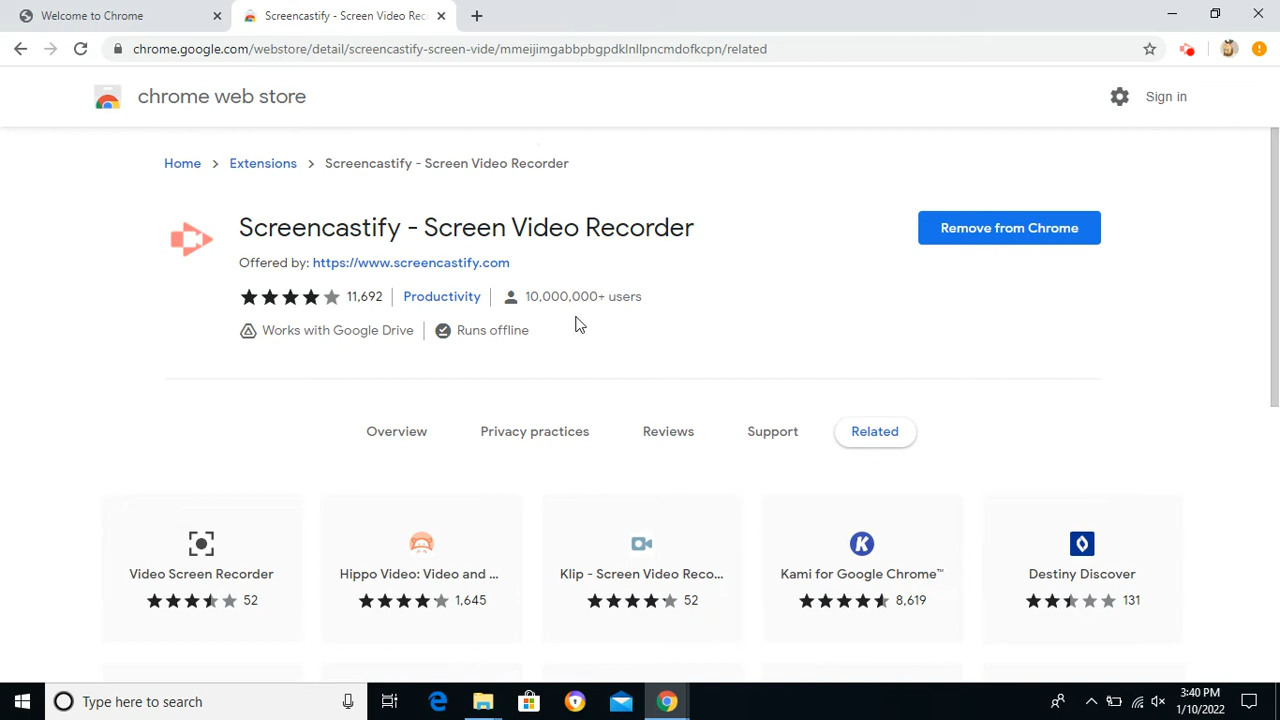 Welcome to Chrome
Screencastify - Screen Video Rec
chrome.google.com/webstore/detail/screencastify-screen-vide/mmeijimgabbpbgpdklnllpncmdofkcpn/related
chrome web store
Sign in
Home > Extensions > Screencastify - Screen Video Recorder
Screencastify - Screen Video Recorder
Remove from Chrome
Offered by: https://www.screencastify.com
11,692 Productivity 10,000,000+ users
Works with Google Drive Runs offline
Overview Privacy practices Reviews Support Related
Video Screen Recorder
52
Hippo Video: Video and ...
1,645
Klip - Screen Video Reco...
52
Kami for Google Chrome™
8,619
Destiny Discover
131
Type here to search
3:40 PM
1/10/2022